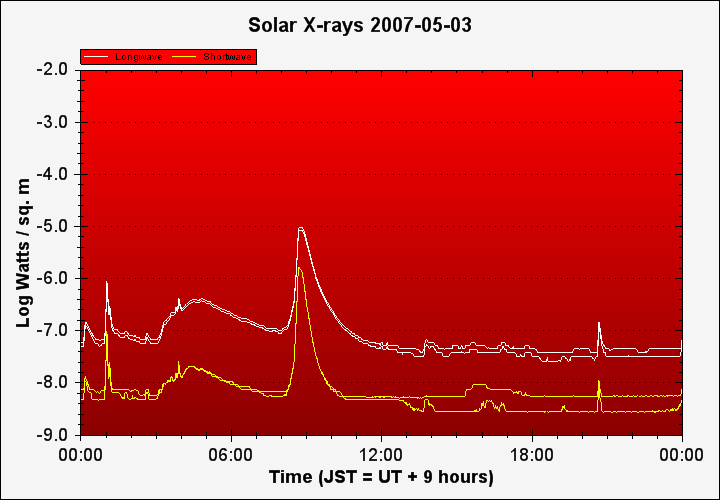 Solar X-rays 2007-05-03
Longwave Shortwave
-2.0
-3.0
-4.0
-5.0
-6.0
-7.0
-8.0
-9.0
Log Watts / sq. m
00:00 06:00 12:00 18:00 00:00
Time (JST = UT + 9 hours)